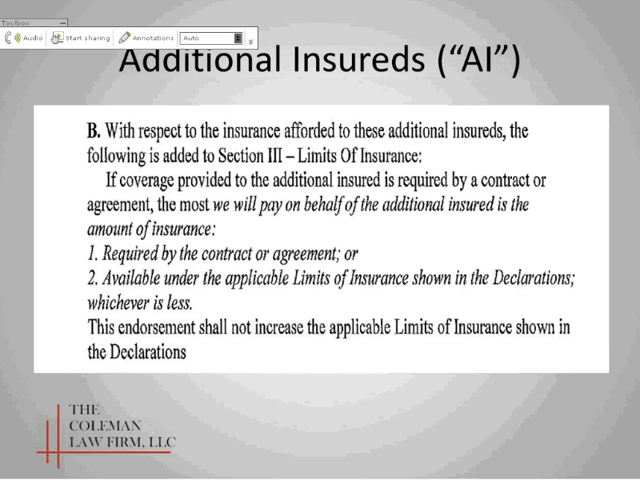 Toolbox
Audio Start sharing Annotations Auto
Additional Insureds (“AI”)
B. With respect to the insurance afforded to these additional insureds, the
following is added to Section III – Limits Of Insurance:
If coverage provided to the additional insured is required by a contract or
agreement, the most we will pay on behalf of the additional insured is the
amount of insurance:
1. Required by the contract or agreement; or
2. Available under the applicable Limits of Insurance shown in the Declarations;
whichever is less.
This endorsement shall not increase the applicable Limits of Insurance shown in
the Declarations
THE
COLEMAN
LAW FIRM, LLC